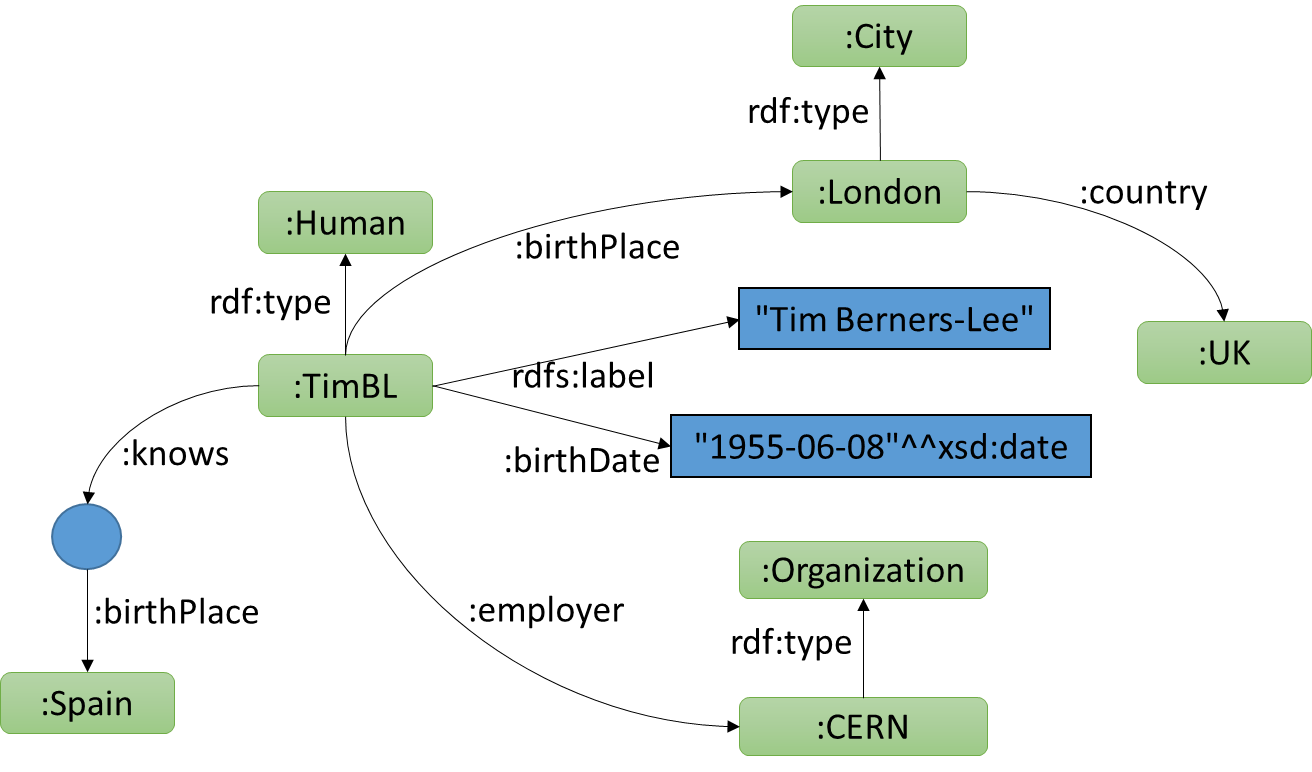 :City
rdf:type
:London
:country
:Human
:birthPlace
rdf:type
"Tim Berners-Lee"
:UK
:TimBL
rdfs:label
:knows
:birthDate
"1955-06-08"^^xsd:date
:Organization
:birthPlace
:employer
rdf:type
:Spain
:CERN